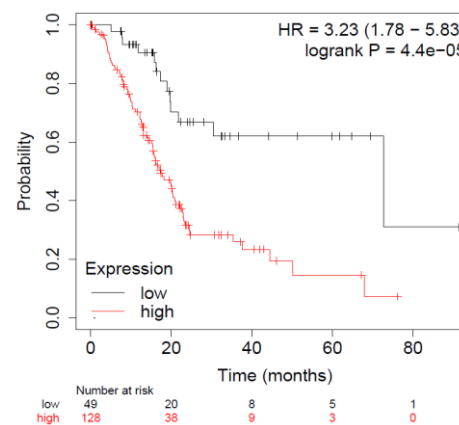 HR = 3.23 (1.78 − 5.83
logrank P = 4.4e−05
Probability
1.0
0.8
0.6
0.4
0.2
0.0
Expression
low
high
0 20 40 60 80
Time (months)
Number at risk
low 49 20 8 5 1
high 128 38 9 3 0